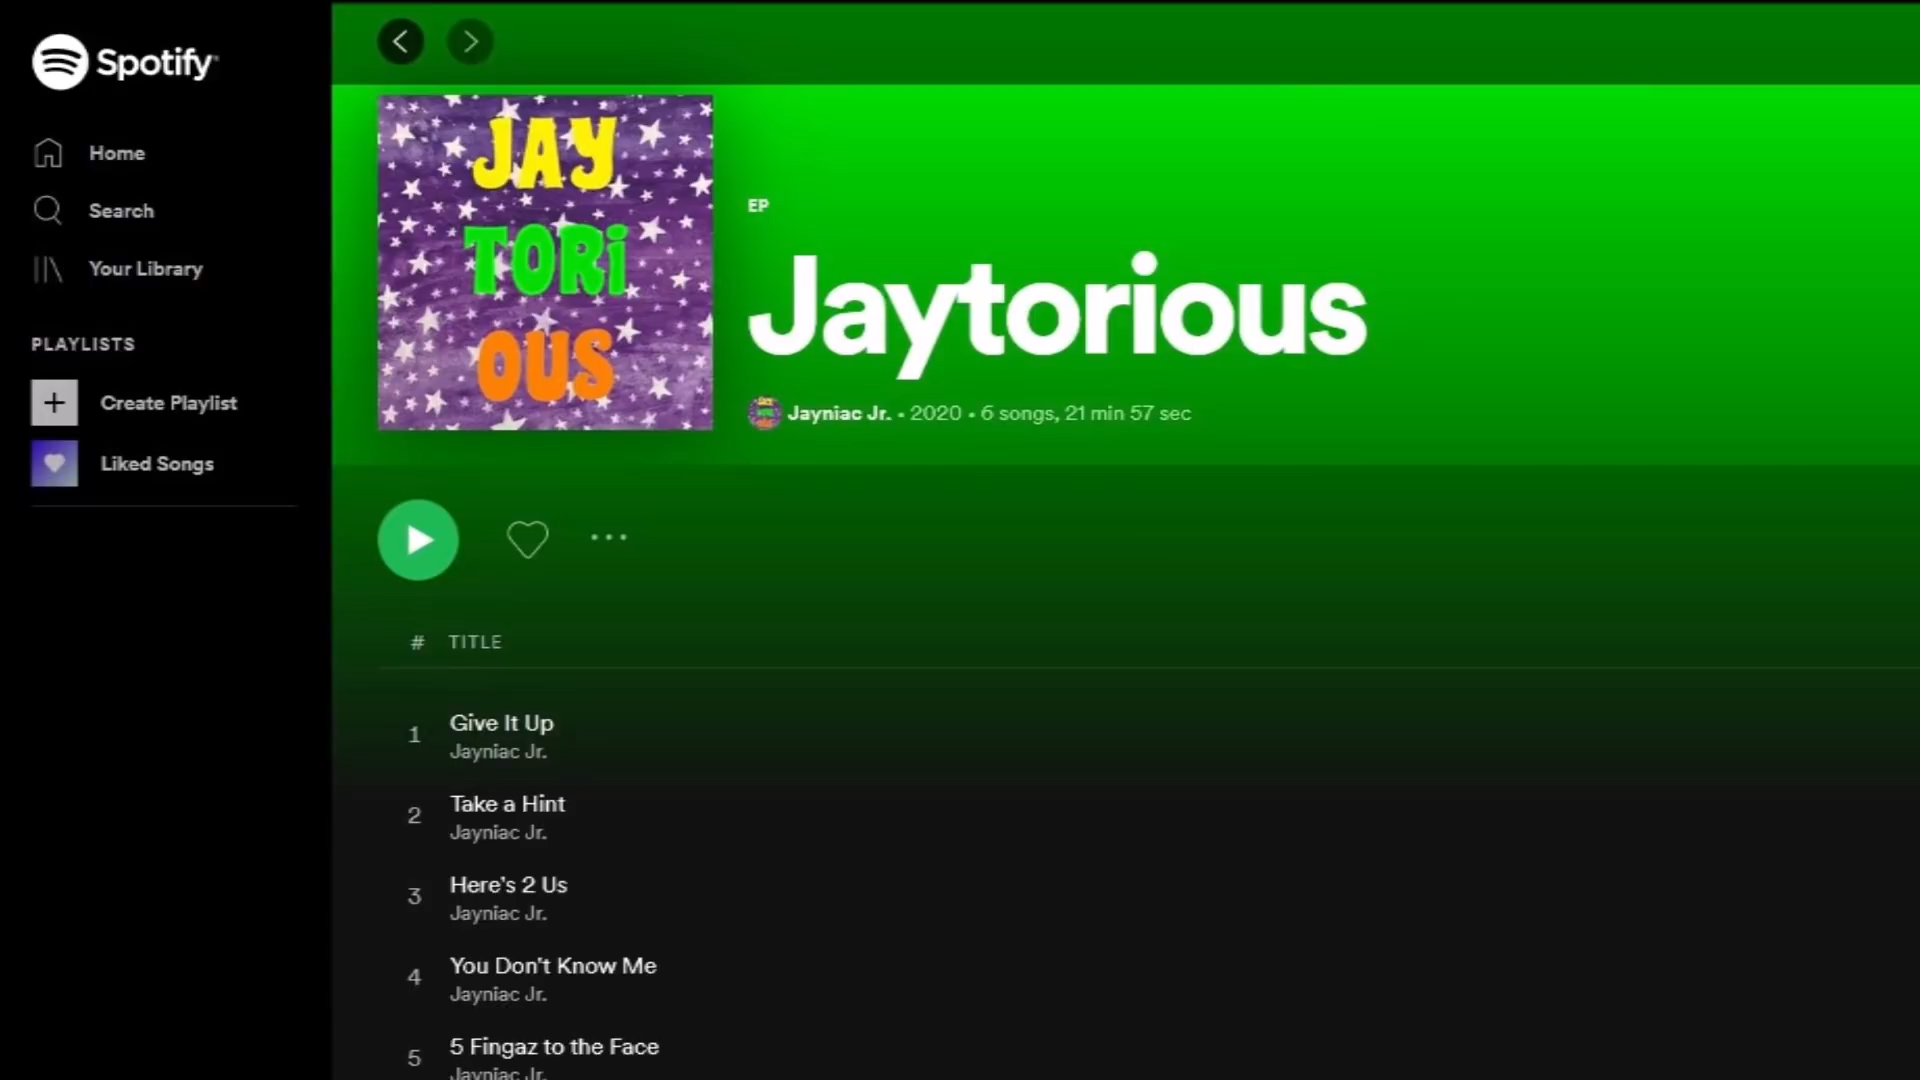 Spotify
Home
Search
Your Library
PLAYLISTS
Create Playlist
Liked Songs
JAY
TORi
OUS
EP
Jaytorious
Jayniac Jr. • 2020 • 6 songs, 21 min 57 sec
# TITLE
1 Give It Up
Jayniac Jr.
2 Take a Hint
Jayniac Jr.
3 Here's 2 Us
Jayniac Jr.
4 You Don't Know Me
Jayniac Jr.
5 5 Fingaz to the Face
Jayniac Jr.